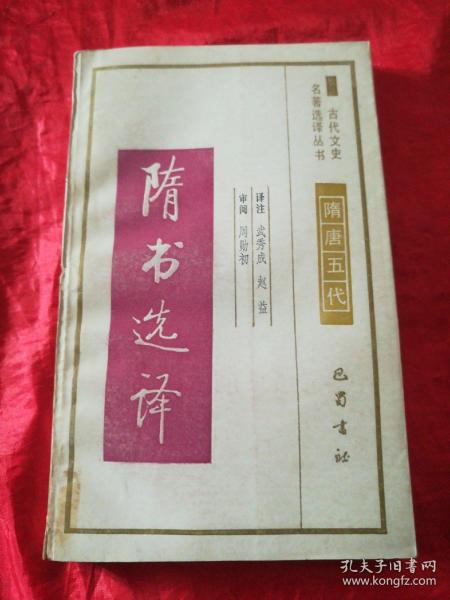 古代文史
名著选译丛书
隋唐五代
巴蜀书社
译注 武秀成 赵益
审阅 周勋初
隋书选译
孔夫子旧书网
www.kongfz.com